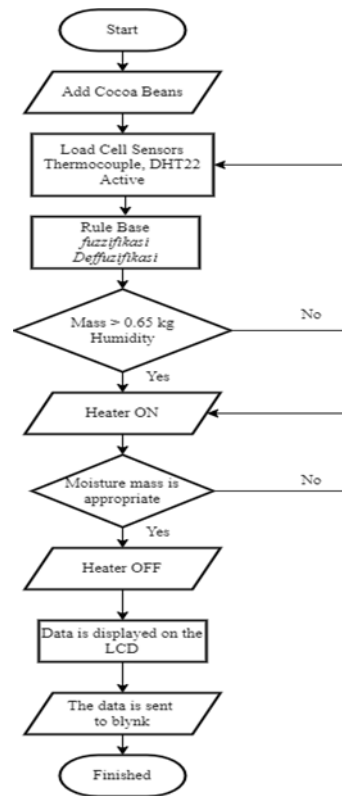 Start
Add Cocoa Beans
Load Cell Sensors
Thermocouple, DHT22
Active
Rule Base
fuzzifikasi
Deffuzifikasi
Mass > 0.65 kg
Humidity
No
Yes
Heater ON
Moisture mass is
appropriate
No
Yes
Heater OFF
Data is displayed on the
LCD
The data is sent
to blynk
Finished